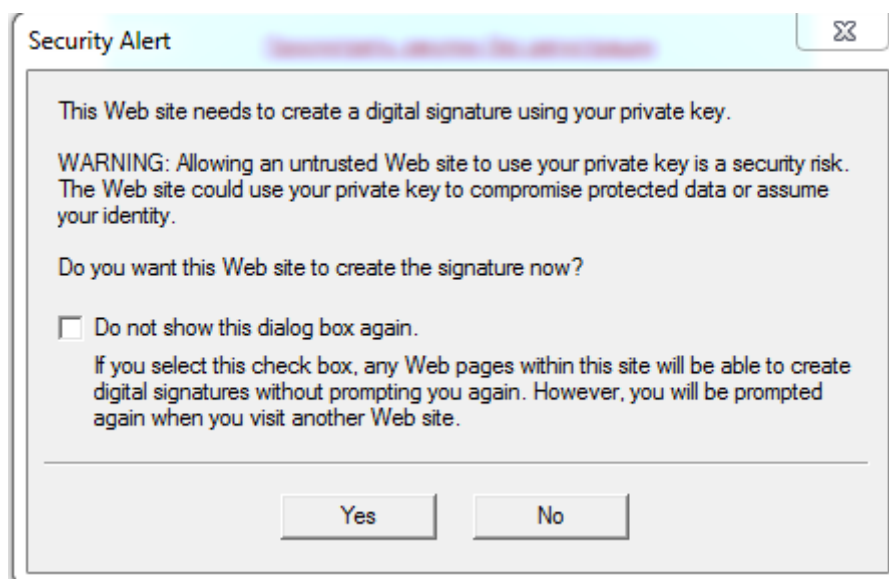 Security Alert
This Web site needs to create a digital signature using your private key.
WARNING: Allowing an untrusted Web site to use your private key is a security risk.
The Web site could use your private key to compromise protected data or assume
your identity.
Do you want this Web site to create the signature now?
Do not show this dialog box again.
If you select this check box, any Web pages within this site will be able to create
digital signatures without prompting you again. However, you will be prompted
again when you visit another Web site.
Yes
No